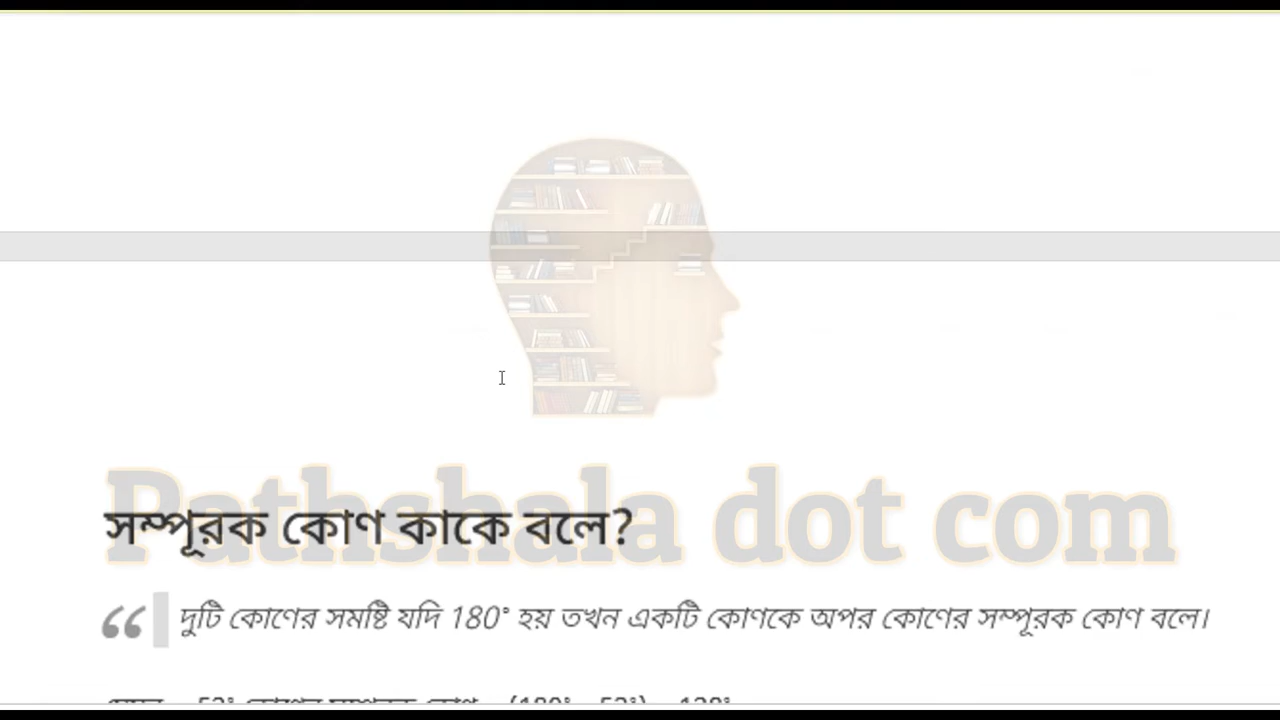 Pathshala dot com
সম্পূরক কোণ কাকে বলে?
“ দুটি কোণের সমষ্টি যদি 180° হয় তখন একটি কোণকে অপর কোণের সম্পূরক কোণ বলে।